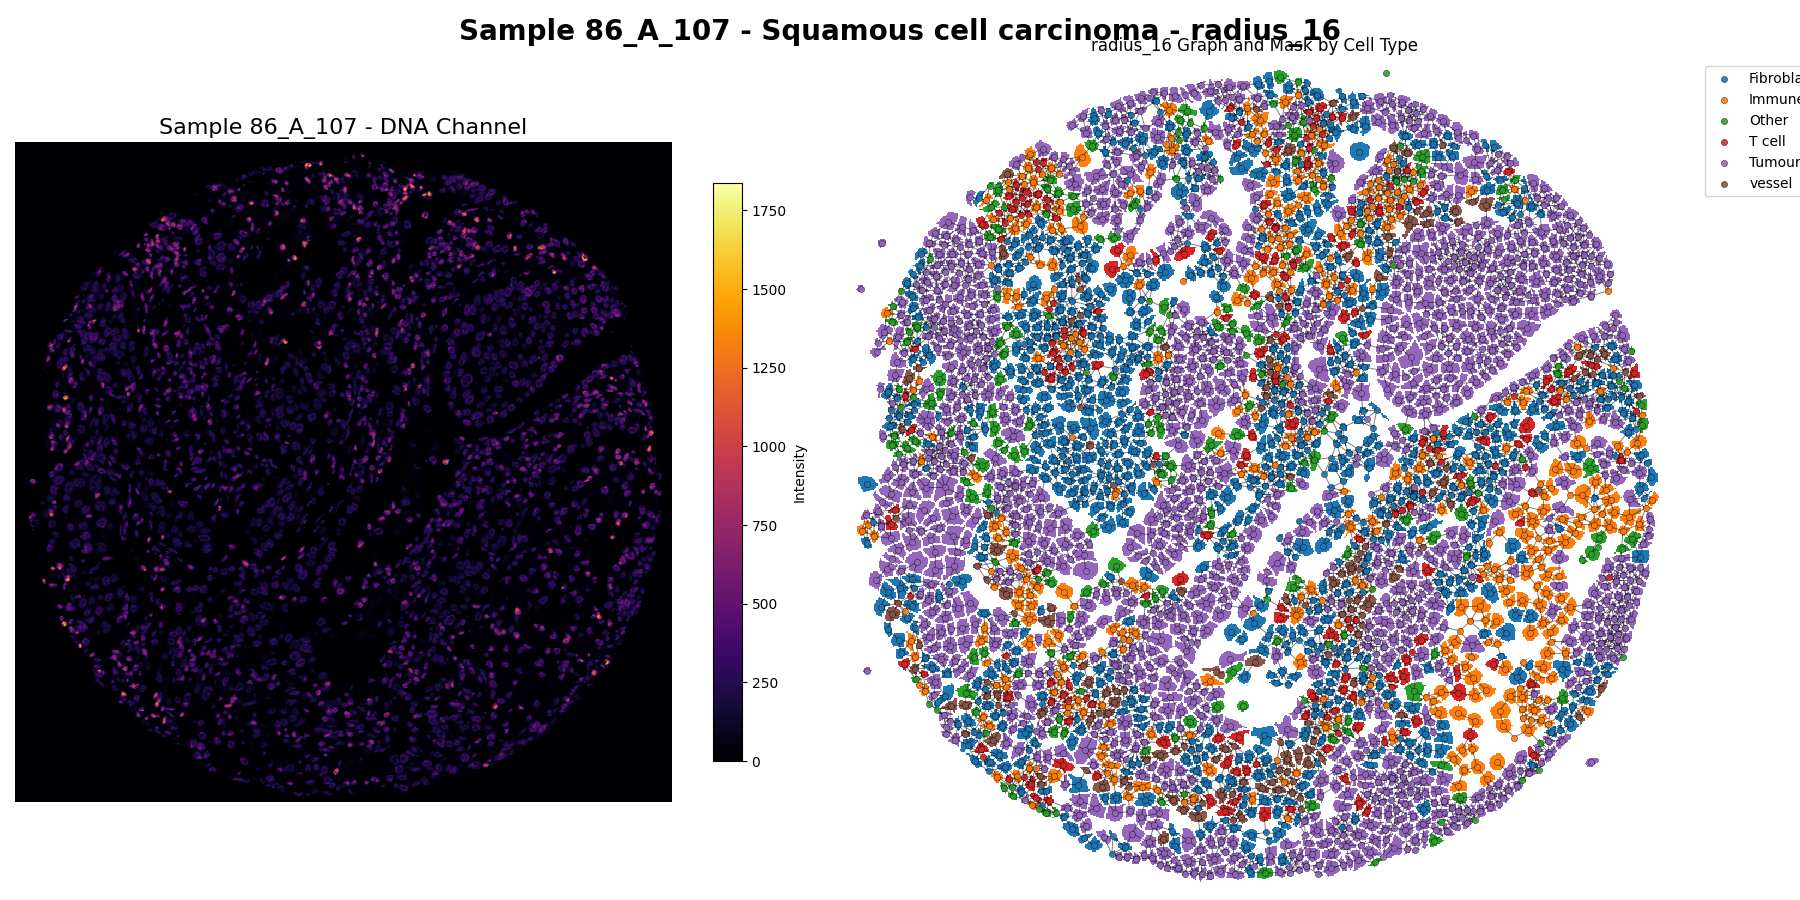 Sample 86_A_107 - Squamous cell carcinoma - radius_16
radius_16 Graph and Mask by Cell Type
Sample 86_A_107 - DNA Channel
1750
1500
1250
1000
750
500
250
0
Intensity
Fibrobla
Immune
Other
T cell
Tumour
vessel